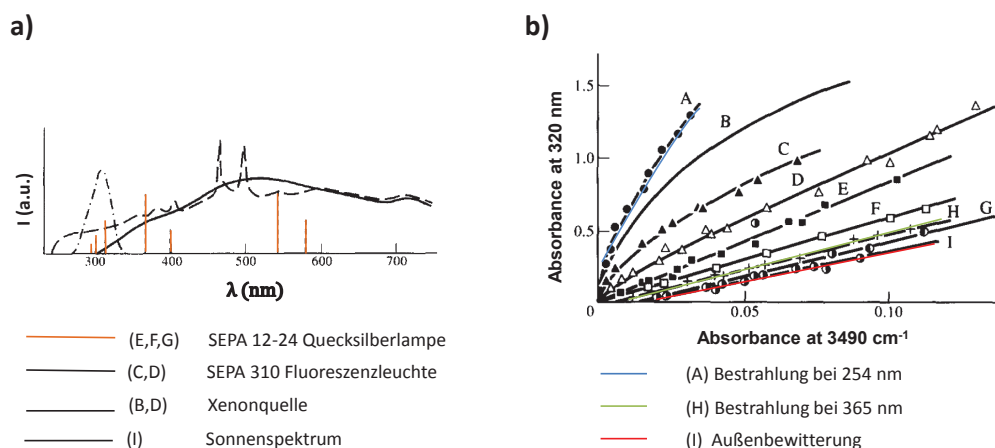 a)
I (a.u.)
300 400 500 600 700
λ (nm)
(E,F,G) SEPA 12-24 Quecksilberlampe
(C,D) SEPA 310 Fluoreszenzleuchte
(B,D) Xenonquelle
(I) Sonnenspektrum
b)
Absorbance at 320 nm
1.5
1.0
0.5
0
A
B
C
D
E
F
H
G
I
0 0.05 0.10
Absorbance at 3490 cm⁻¹
(A) Bestrahlung bei 254 nm
(H) Bestrahlung bei 365 nm
(I) Außenbewitterung